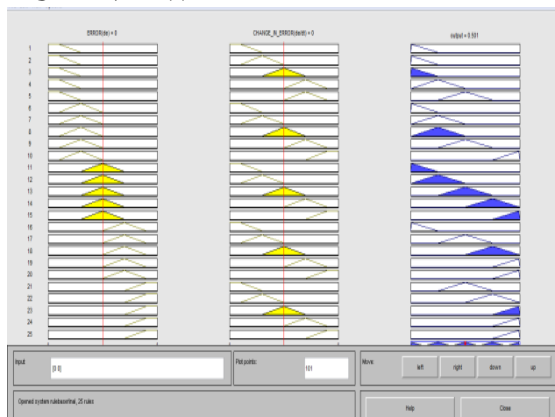 ERROR(de) = 0
CHANGE_IN_ERROR(de/dt) = 0
output = 0.501
1
2
3
4
5
6
7
8
9
10
11
12
13
14
15
16
17
18
19
20
21
22
23
24
25
Input:
[0 0]
Plot points:
101
Move:
left
right
down
up
Opened system rulebasefinal, 25 rules
Help
Close